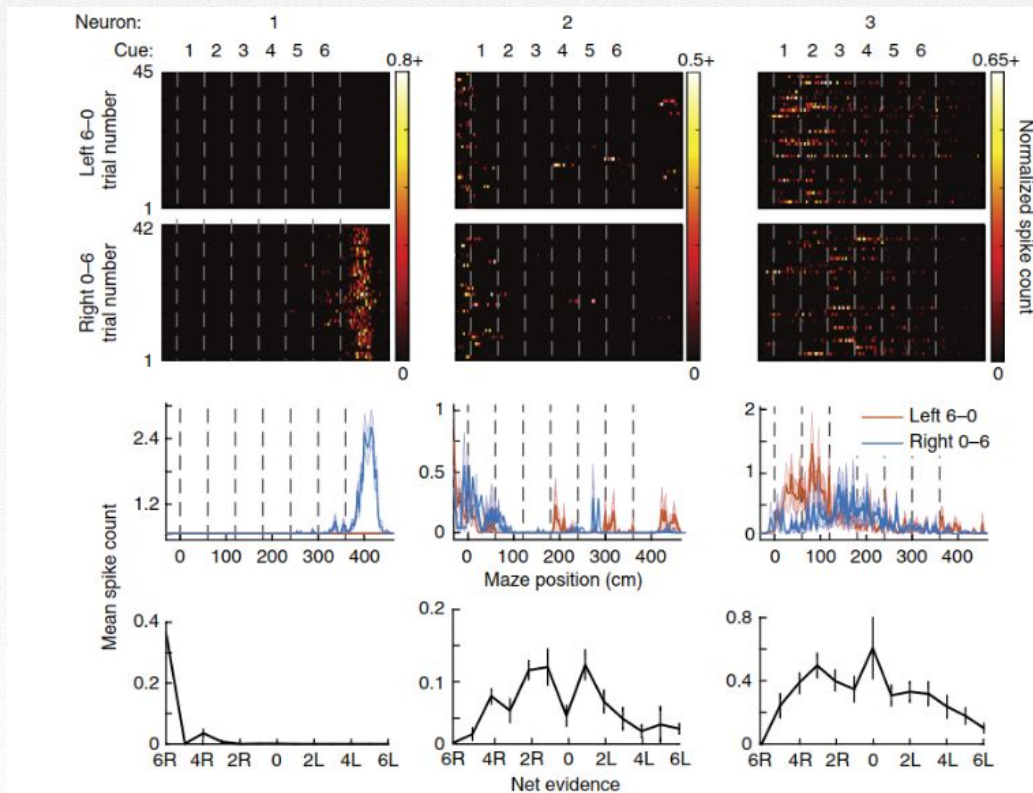 Neuron: 1 2 3
Cue: 1 2 3 4 5 6 1 2 3 4 6 1 2 3 4 6
0.8+ 0.5+ 0.65+
45
Left 6–0
trial number
1
42
Right 0–6
trial number
1
0 0 0
Normalized spike count
2.4
1.2
0 100 200 300 400
1
0.5
0
0 100 200 300 400
2
1
0
0 100 200 300 400
Left 6–0
Right 0–6
Maze position (cm)
Mean spike count
0.4
0.2
0
6R 4R 2R 0 2L 4L 6L
0.2
0.1
0
6R 4R 2R 0 2L 4L 6L
0.8
0.4
0
6R 4R 2R 0 2L 4L 6L
Net evidence